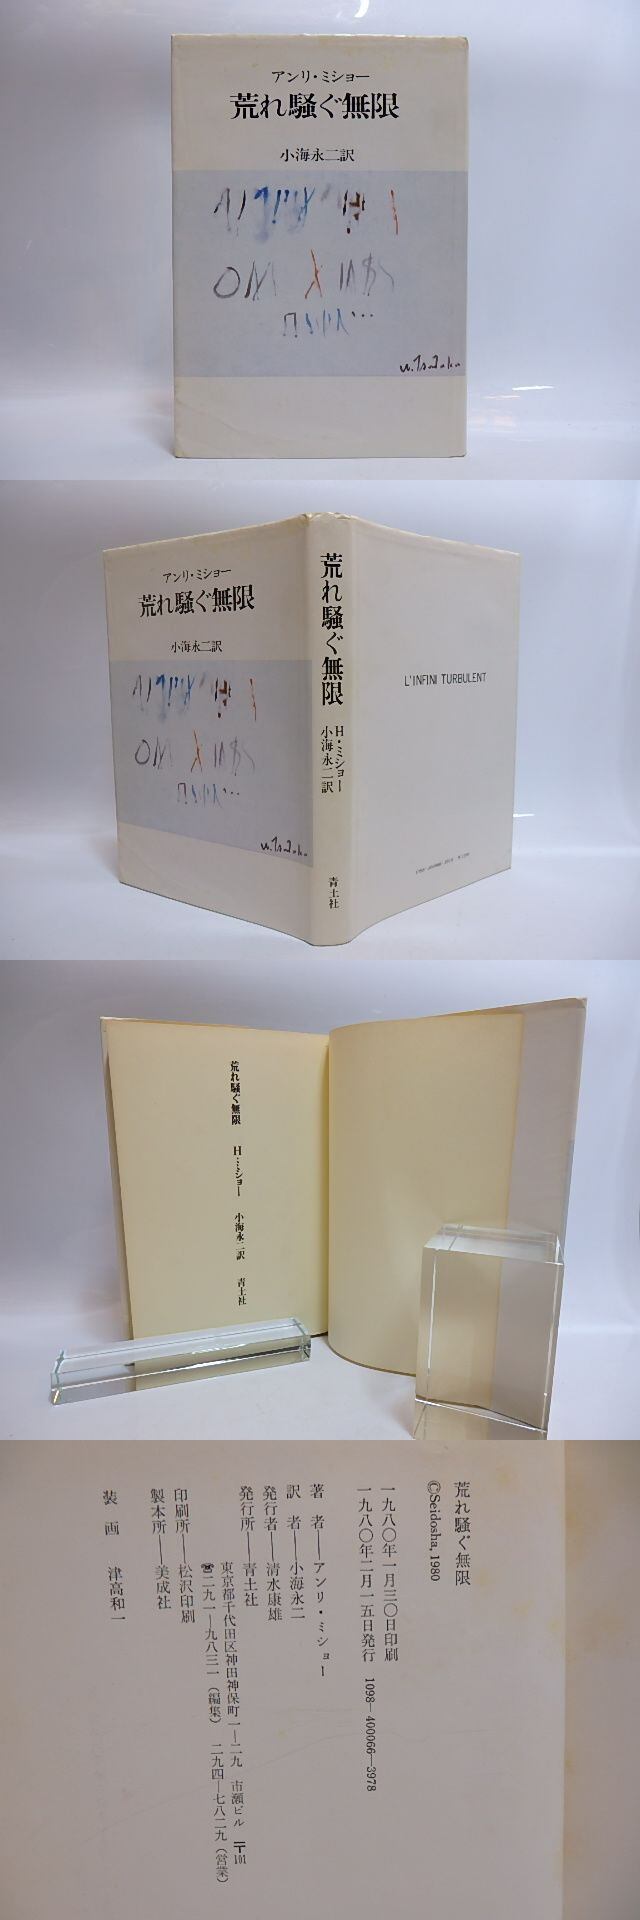 アンリ・ミショー
荒れ騒ぐ無限
小海永二訳
アンリ・ミショー
荒れ騒ぐ無限
小海永二訳
荒れ騒ぐ無限
H・ミショー
小海永二訳
青土社
L'INFINI TURBULENT
荒れ騒ぐ無限 H・ミショー 小海永二訳 青土社
荒れ騒ぐ無限
©Seidosha, 1980
一九八〇年一月三〇日印刷
一九八〇年二月一五日発行 1098―400066―3978
著 者――アンリ・ミショー
訳 者――小海永二
発行者――清水康雄
発行所――青土社
東京都千代田区神田神保町一―二九 市瀬ビル 〒101
☎二九一―九八三一（編集） 二九四―七八二九（営業）
印刷所――松沢印刷
製本所――美成社
装 画 津高和一